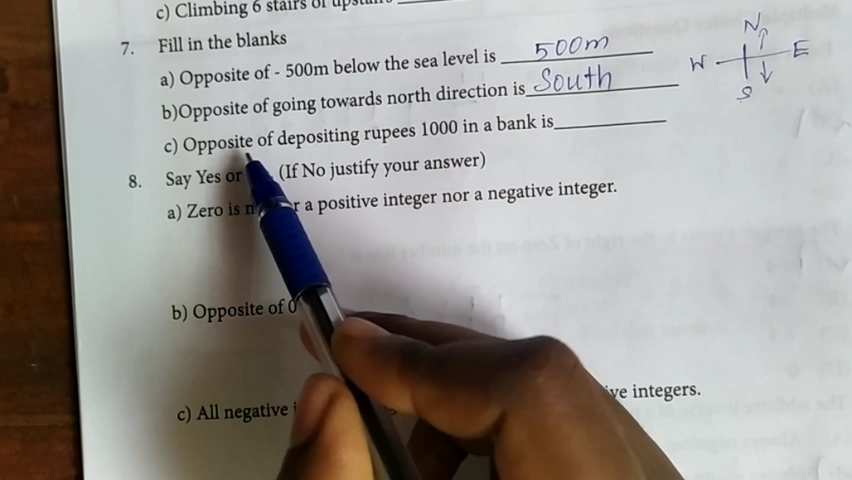 c) Climbing 6 stairs of
7. Fill in the blanks
a) Opposite of - 500m below the sea level is 500m
b)Opposite of going towards north direction is South
N
W E
S
c) Opposite of depositing rupees 1000 in a bank is
8. Say Yes or (If No justify your answer)
a) Zero is a positive integer nor a negative integer.
b) Opposite of 0
c) All negative integers.